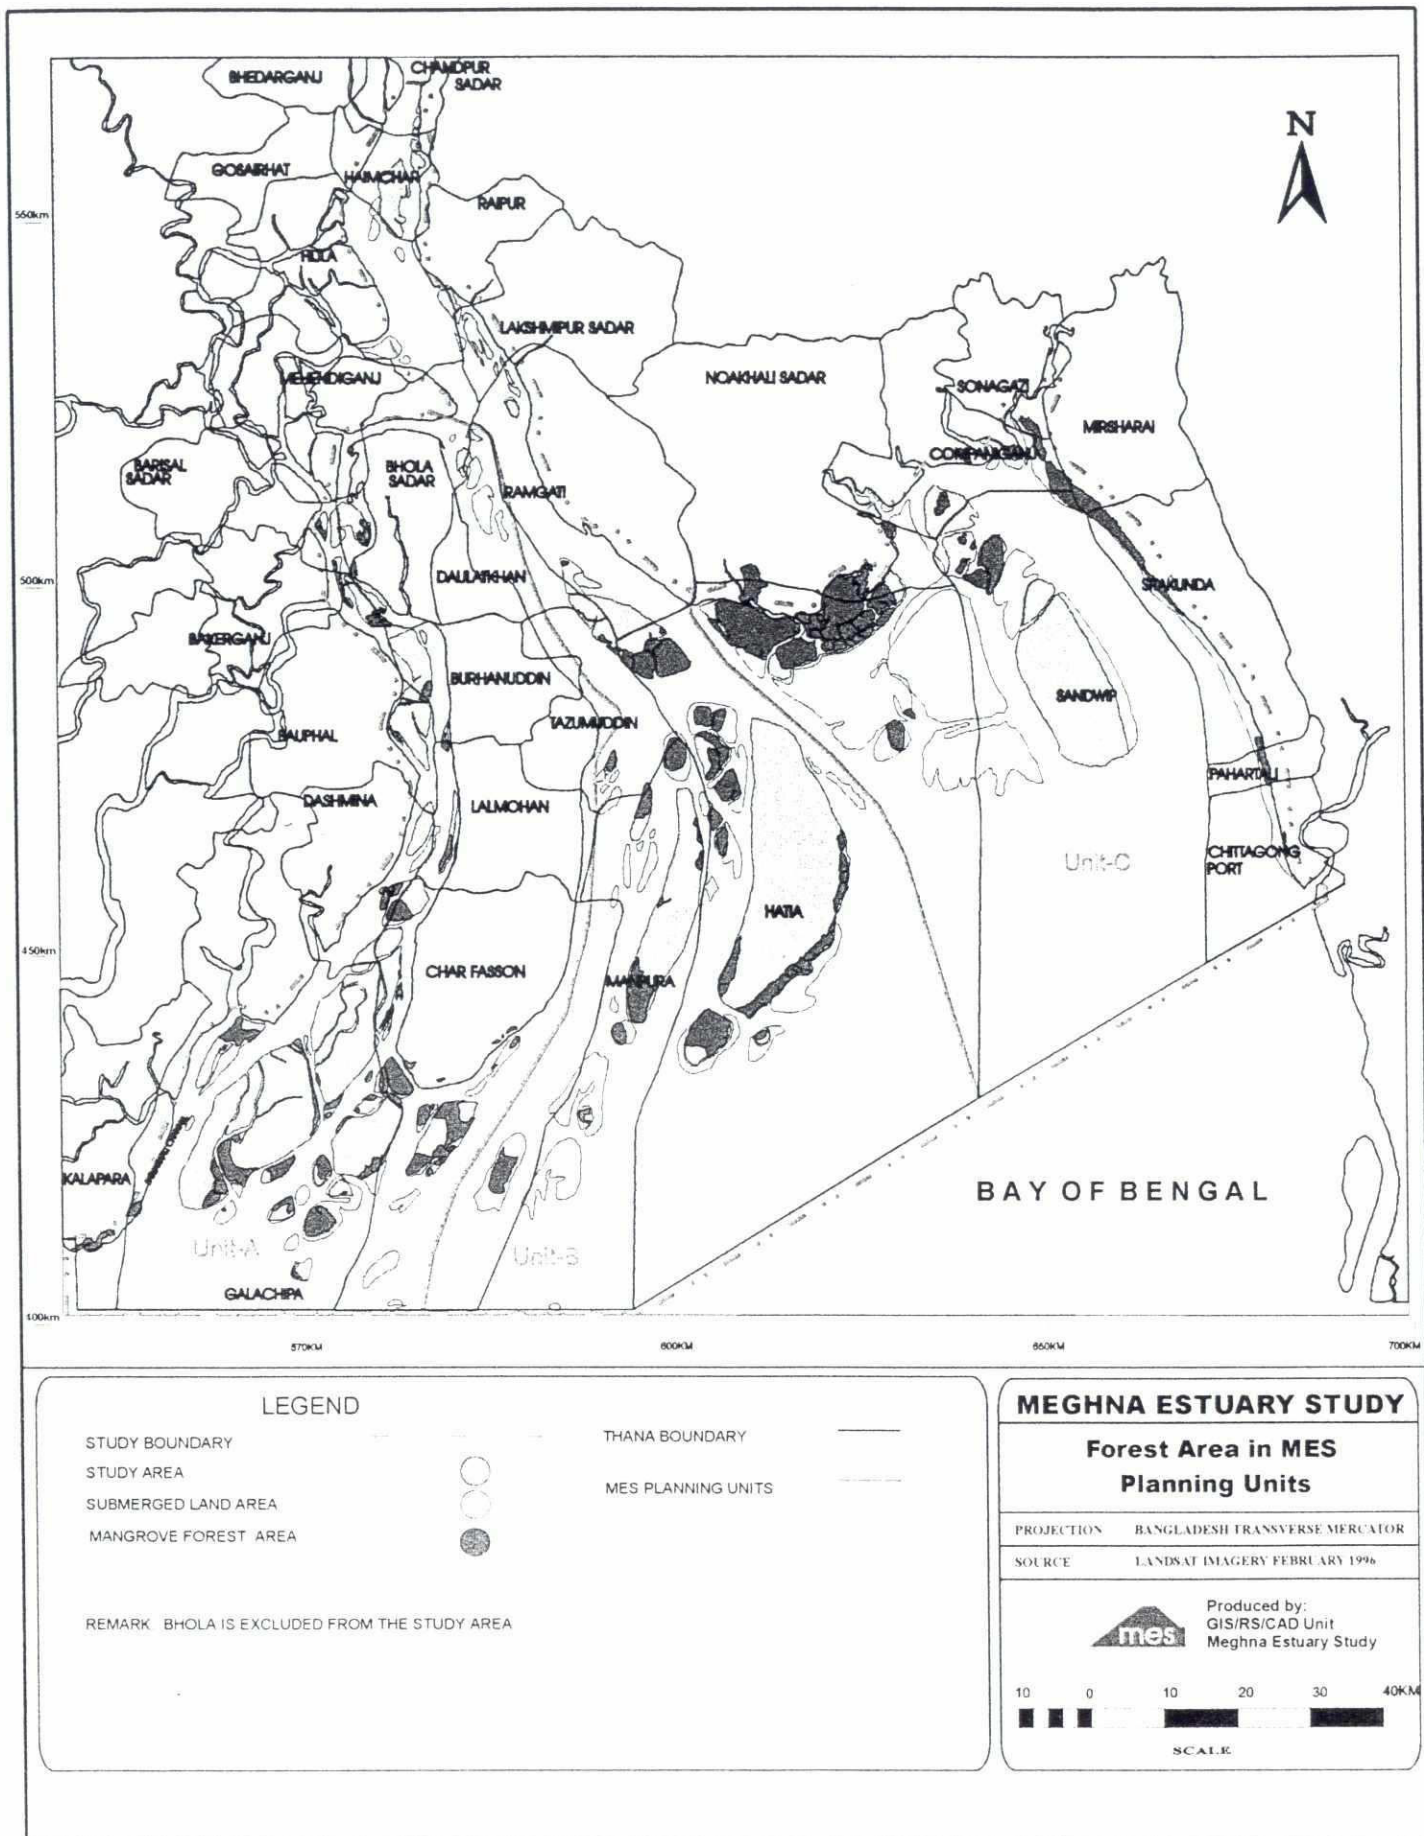 BHEDARGANJ
CHANDPUR
SADAR
N
GOSAIRHAT
HAIMCHAR
RAIPUR
550km
HIZLA
LAKSHMIPUR SADAR
MEHENDIGANJ
NOAKHALI SADAR
SONAGAZI
MIRSHARAI
COMPANIGANJ
BARISAL
SADAR
BHOLA
SADAR
RAMGATI
500km
DAULATKHAN
SITAKUNDA
BAKERGANJ
BURHANUDDIN
SANDWIP
BAUPHAL
TAZUMUDDIN
PAHARTALI
DASHMINA
LALMOHAN
CHITTAGONG
PORT
Unit-C
HATIA
450km
CHAR FASSON
MANPURA
KALAPARA
BAY OF BENGAL
Unit-A
Unit-B
GALACHIPA
400km
570KM
600KM
650KM
700KM
LEGEND
STUDY BOUNDARY
STUDY AREA
SUBMERGED LAND AREA
MANGROVE FOREST AREA
THANA BOUNDARY
MES PLANNING UNITS
REMARK BHOLA IS EXCLUDED FROM THE STUDY AREA
MEGHNA ESTUARY STUDY
Forest Area in MES
Planning Units
PROJECTION BANGLADESH TRANSVERSE MERCATOR
SOURCE LANDSAT IMAGERY FEBRUARY 1996
mes
Produced by:
GIS/RS/CAD Unit
Meghna Estuary Study
10 0 10 20 30 40KM
SCALE